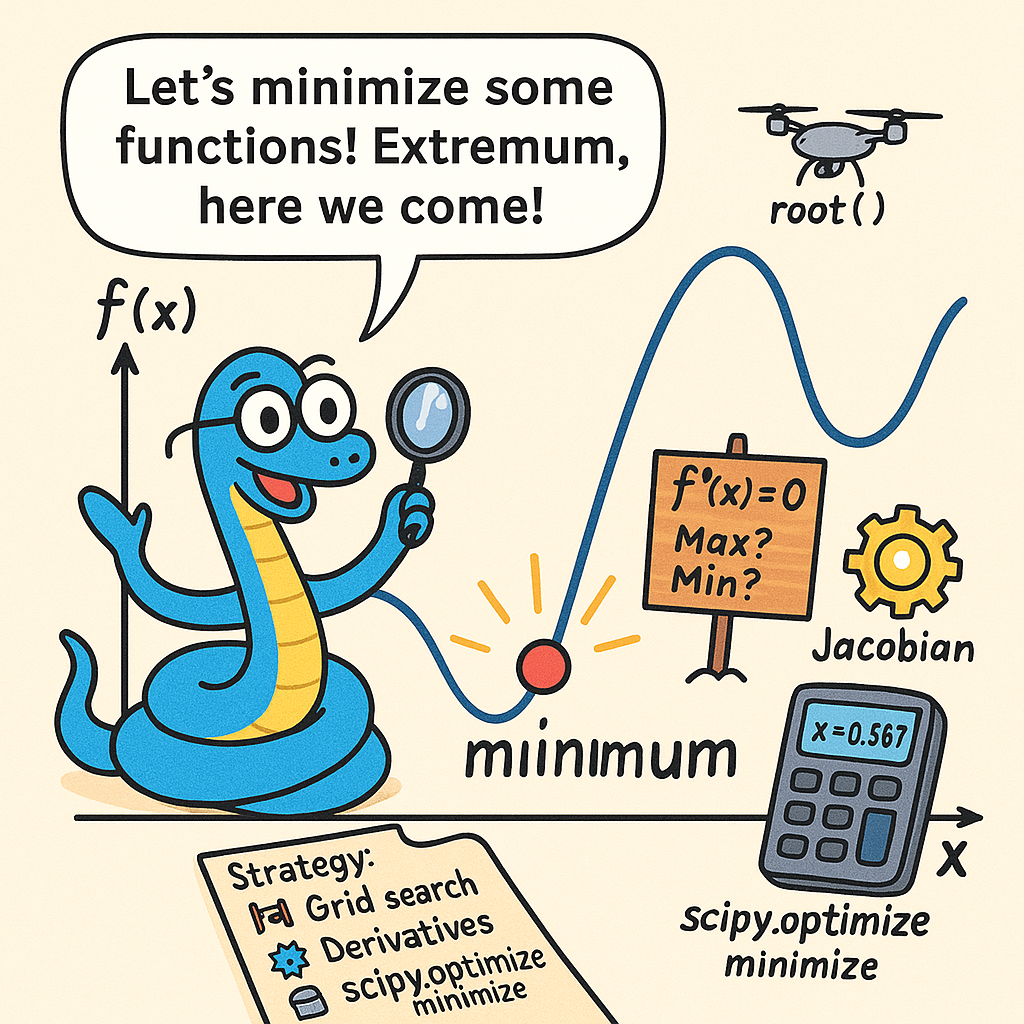 Let's minimize some
functions! Extremum,
here we come!
root()
f(x)
f'(x)=0
Max?
Min?
Jacobian
miinımum
x=0.567
x
scipy.optimize
minimize
Strategy:
Grid search
Derivatives
scipy.optimize
minimize